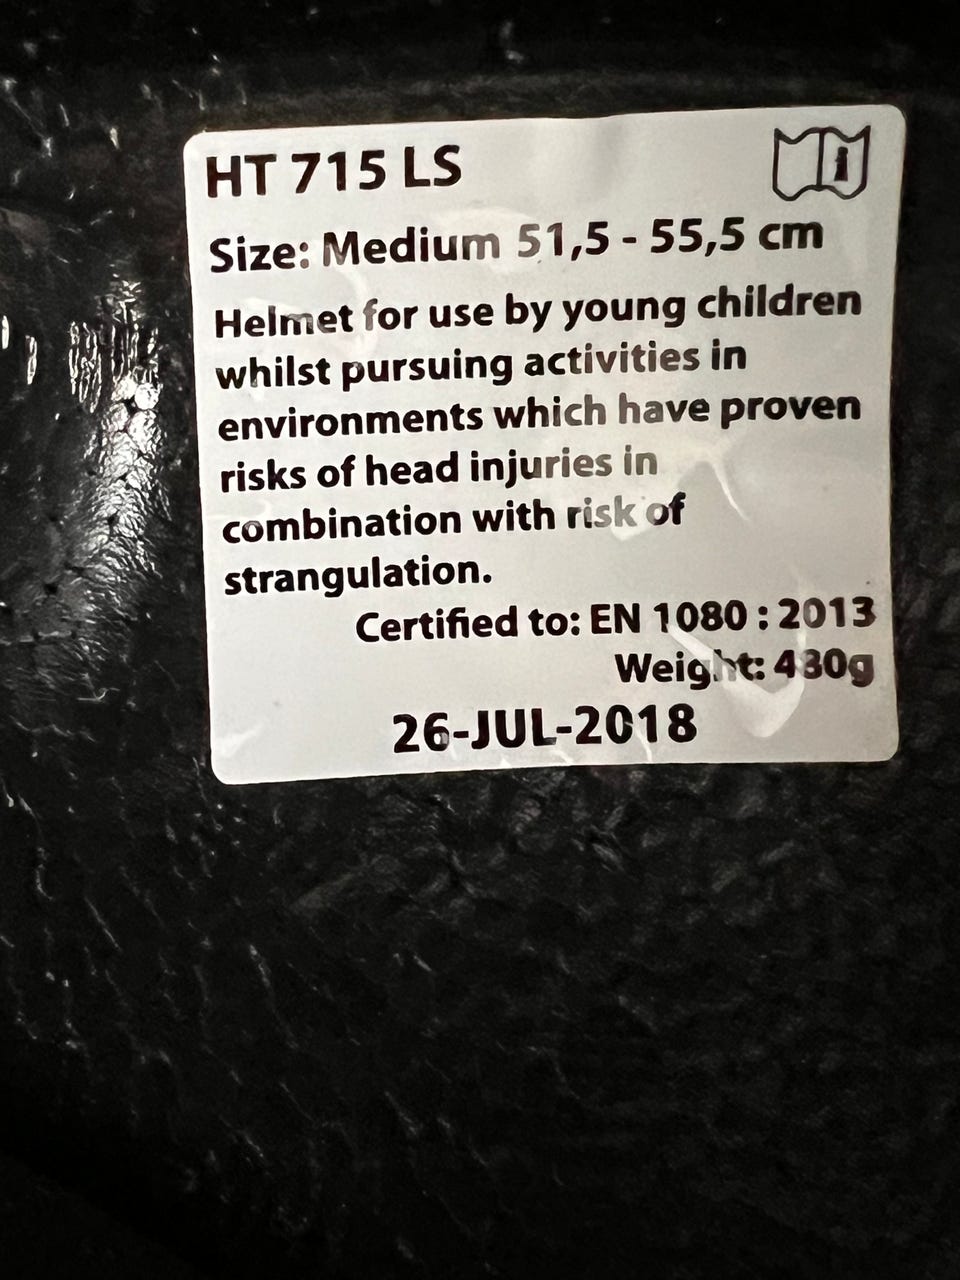 HT 715 LS
Size: Medium 51,5 - 55,5 cm
Helmet for use by young children
whilst pursuing activities in
environments which have proven
risks of head injuries in
combination with risk of
strangulation.
Certified to: EN 1080 : 2013
Weight: 430g
26-JUL-2018